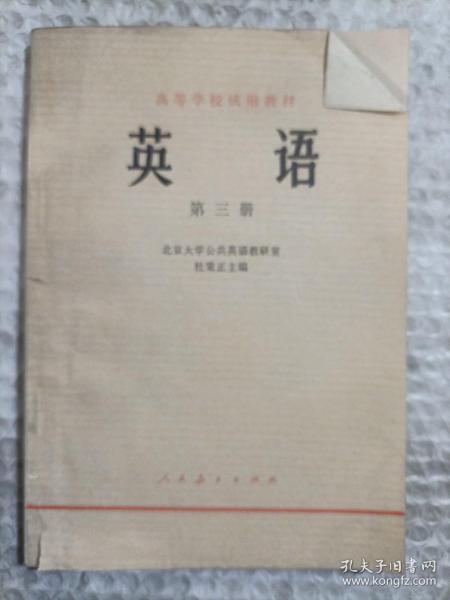 高等学校试用教材
英语
第三册
北京大学公共英语教研室
杜秉正主编
人民教育出版社
孔夫子旧书网
www.kongfz.com